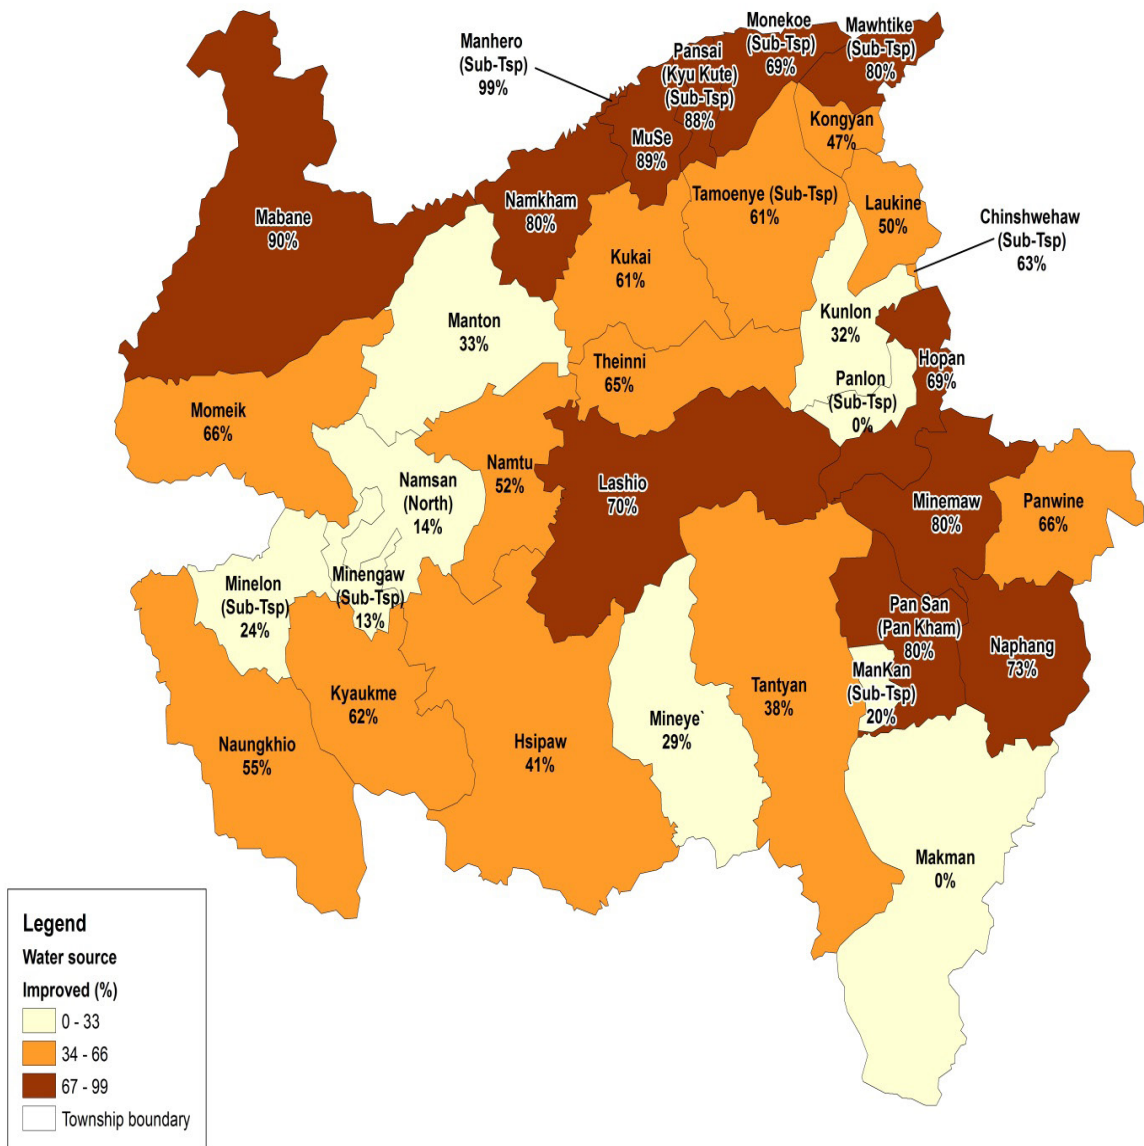 Manhero
(Sub-Tsp)
99%
Pansai
(Kyu Kute)
(Sub-Tsp)
88%
Monekoe
(Sub-Tsp)
69%
Mawhtike
(Sub-Tsp)
80%
Kongyan
47%
MuSe
89%
Mabane
90%
Namkham
80%
Tamoenye (Sub-Tsp)
61%
Laukine
50%
Chinshwehaw
(Sub-Tsp)
63%
Kukai
61%
Manton
33%
Kunlon
32%
Theinni
65%
Hopan
69%
Panlon
(Sub-Tsp)
0%
Momeik
66%
Namtu
52%
Namsan
(North)
14%
Lashio
70%
Minemaw
80%
Panwine
66%
Minelon
(Sub-Tsp)
24%
Minengaw
(Sub-Tsp)
13%
Pan San
(Pan Kham)
80%
Naphang
73%
ManKan
(Sub-Tsp)
20%
Kyaukme
62%
Tantyan
38%
Mineye`
29%
Naungkhio
55%
Hsipaw
41%
Makman
0%
Legend
Water source
Improved (%)
0 - 33
34 - 66
67 - 99
Township boundary